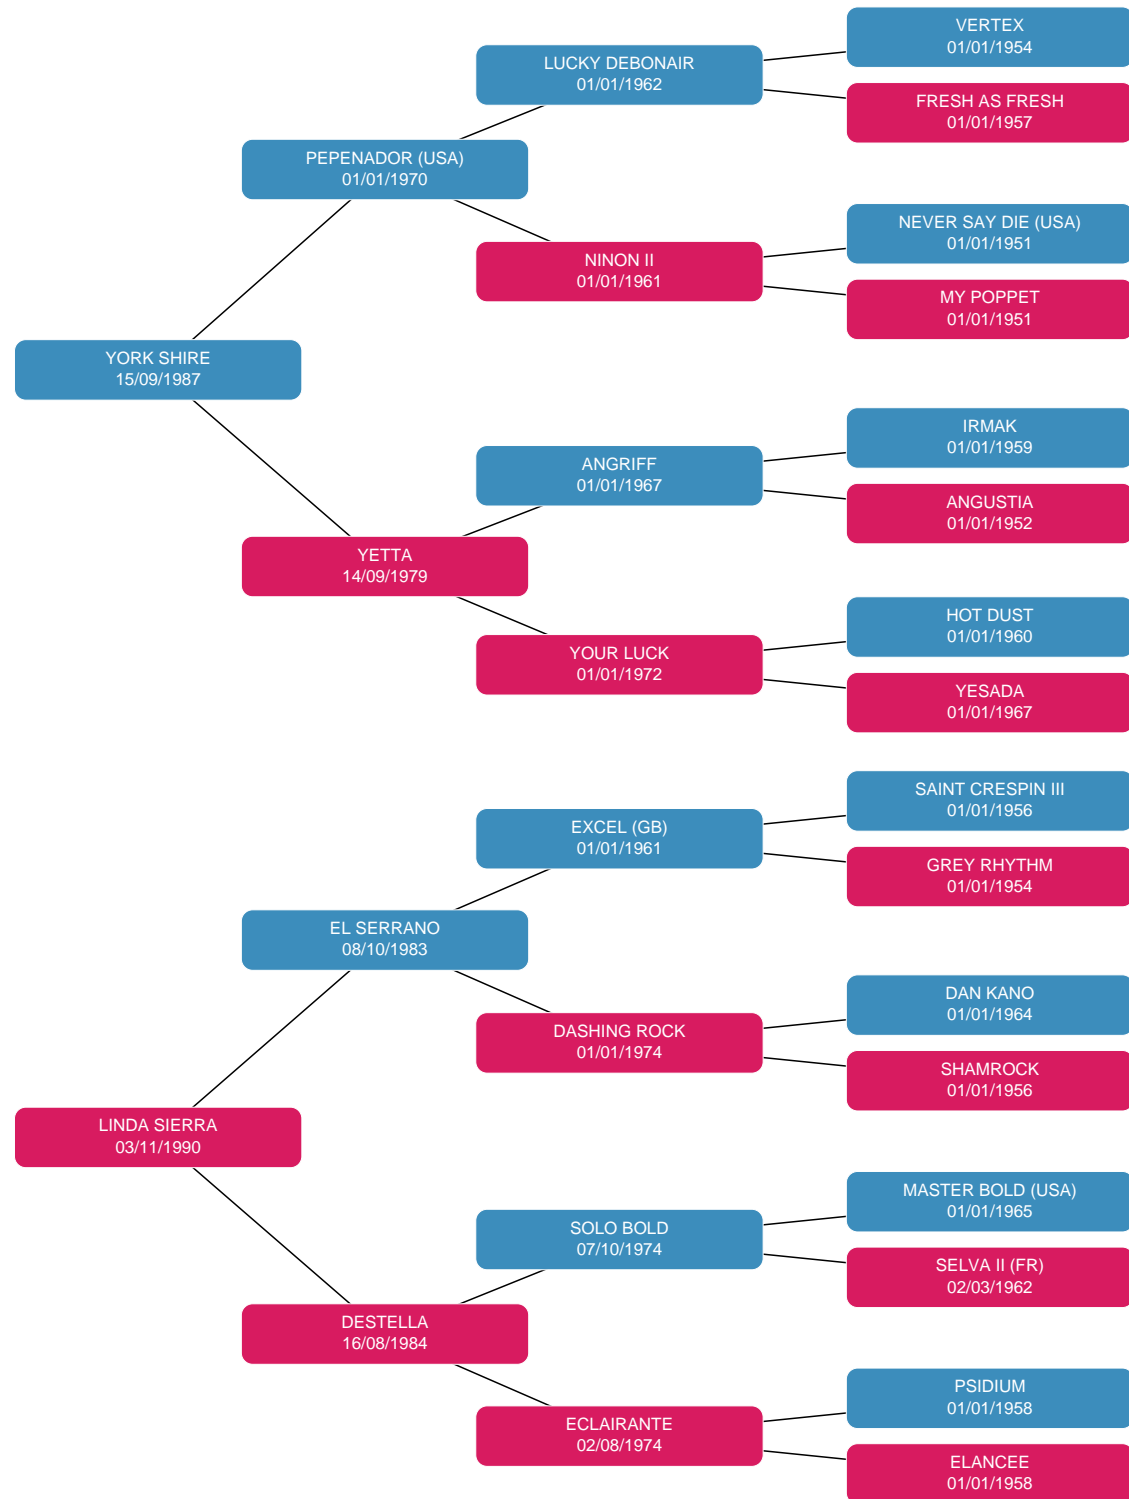 VERTEX
01/01/1954
LUCKY DEBONAIR
01/01/1962
FRESH AS FRESH
01/01/1957
PEPENADOR (USA)
01/01/1970
NEVER SAY DIE (USA)
01/01/1951
NINON II
01/01/1961
MY POPPET
01/01/1951
YORK SHIRE
15/09/1987
IRMAK
01/01/1959
ANGRIFF
01/01/1967
ANGUSTIA
01/01/1952
YETTA
14/09/1979
HOT DUST
01/01/1960
YOUR LUCK
01/01/1972
YESADA
01/01/1967
SAINT CRESPIN III
01/01/1956
EXCEL (GB)
01/01/1961
GREY RHYTHM
01/01/1954
EL SERRANO
08/10/1983
DAN KANO
01/01/1964
DASHING ROCK
01/01/1974
SHAMROCK
01/01/1956
LINDA SIERRA
03/11/1990
MASTER BOLD (USA)
01/01/1965
SOLO BOLD
07/10/1974
SELVA II (FR)
02/03/1962
DESTELLA
16/08/1984
PSIDIUM
01/01/1958
ECLAIRANTE
02/08/1974
ELANCEE
01/01/1958